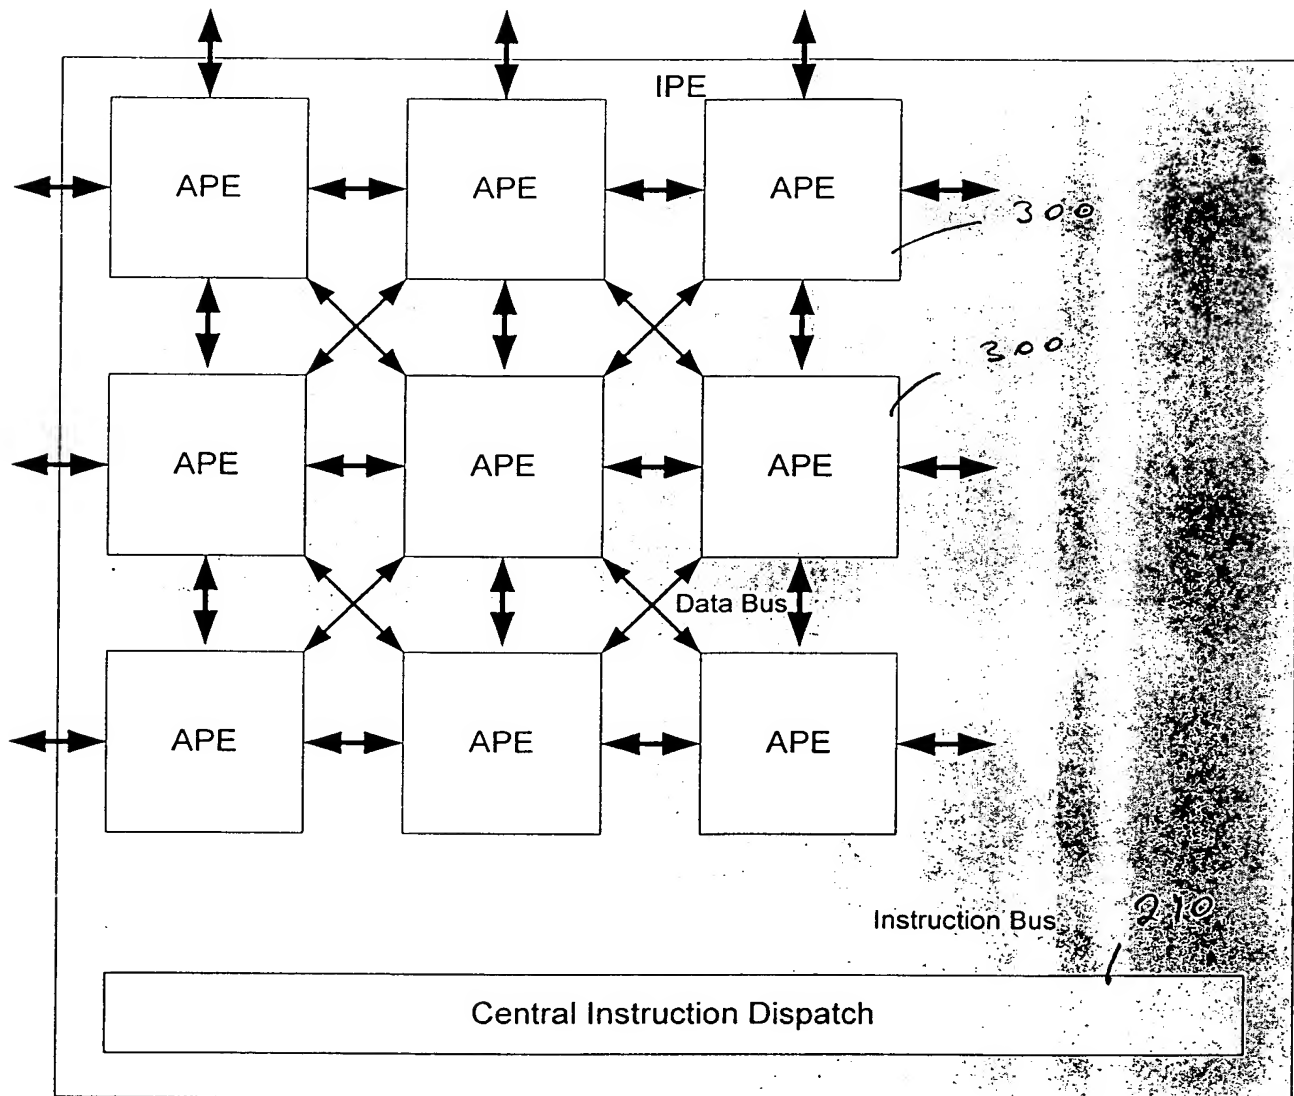 IPE
APE APE APE
300
300
APE APE APE
Data Bus
APE APE APE
Instruction Bus
210
Central Instruction Dispatch